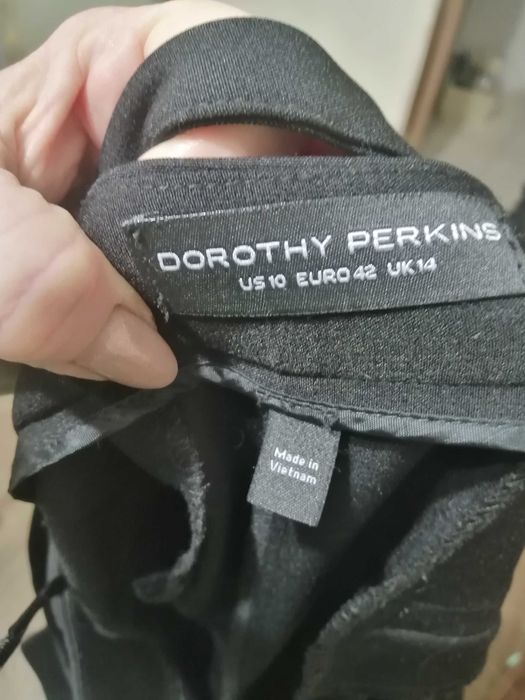 DOROTHY PERKINS
US 10 EURO 42 UK 14
Made in
Vietnam